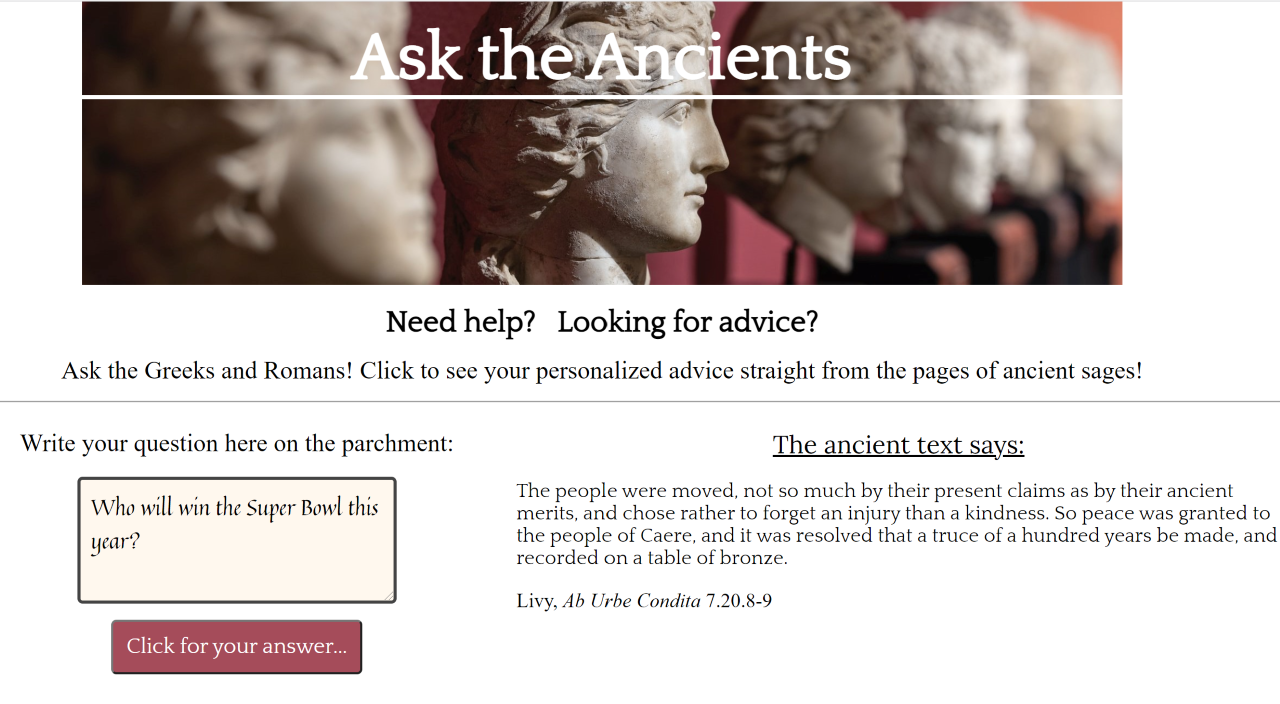 Ask the Ancients
Need help?   Looking for advice?
Ask the Greeks and Romans! Click to see your personalized advice straight from the pages of ancient sages!
Write your question here on the parchment:
Who will win the Super Bowl this
year?
Click for your answer...
The ancient text says:
The people were moved, not so much by their present claims as by their ancient
merits, and chose rather to forget an injury than a kindness. So peace was granted to
the people of Caere, and it was resolved that a truce of a hundred years be made, and
recorded on a table of bronze.
Livy, Ab Urbe Condita 7.20.8-9